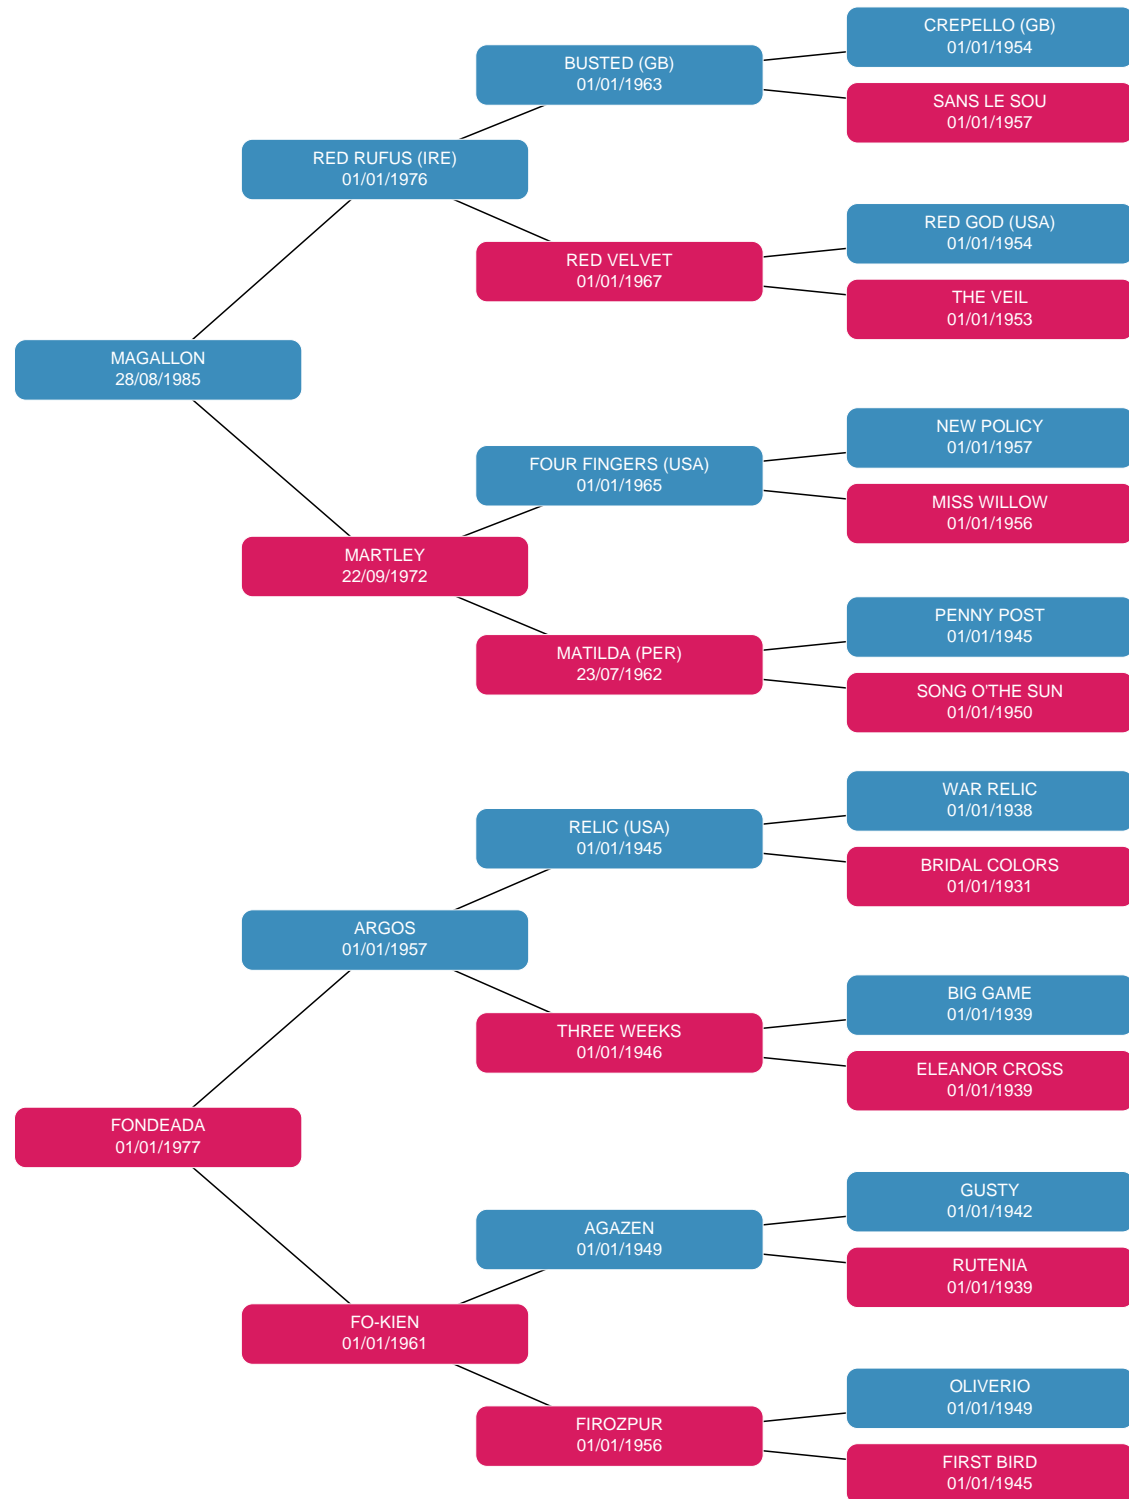 CREPELLO (GB)
01/01/1954
BUSTED (GB)
01/01/1963
SANS LE SOU
01/01/1957
RED RUFUS (IRE)
01/01/1976
RED GOD (USA)
01/01/1954
RED VELVET
01/01/1967
THE VEIL
01/01/1953
MAGALLON
28/08/1985
NEW POLICY
01/01/1957
FOUR FINGERS (USA)
01/01/1965
MISS WILLOW
01/01/1956
MARTLEY
22/09/1972
PENNY POST
01/01/1945
MATILDA (PER)
23/07/1962
SONG O'THE SUN
01/01/1950
WAR RELIC
01/01/1938
RELIC (USA)
01/01/1945
BRIDAL COLORS
01/01/1931
ARGOS
01/01/1957
BIG GAME
01/01/1939
THREE WEEKS
01/01/1946
ELEANOR CROSS
01/01/1939
FONDEADA
01/01/1977
GUSTY
01/01/1942
AGAZEN
01/01/1949
RUTENIA
01/01/1939
FO-KIEN
01/01/1961
OLIVERIO
01/01/1949
FIROZPUR
01/01/1956
FIRST BIRD
01/01/1945